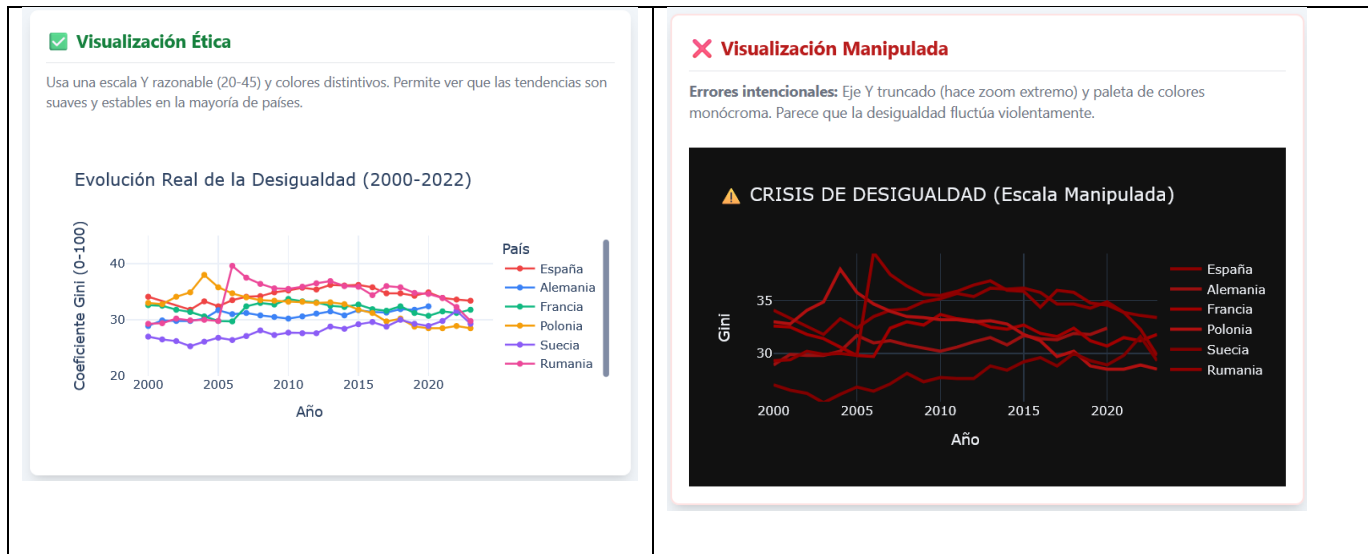 ✅ Visualización Ética
Usa una escala Y razonable (20-45) y colores distintivos. Permite ver que las tendencias son
suaves y estables en la mayoría de países.
Evolución Real de la Desigualdad (2000-2022)
Coeficiente Gini (0-100)
40
30
20
2000 2005 2010 2015 2020
Año
País
España
Alemania
Francia
Polonia
Suecia
Rumania
❌ Visualización Manipulada
Errores intencionales: Eje Y truncado (hace zoom extremo) y paleta de colores
monócroma. Parece que la desigualdad fluctúa violentamente.
⚠️ CRISIS DE DESIGUALDAD (Escala Manipulada)
Gini
35
30
2000 2005 2010 2015 2020
Año
España
Alemania
Francia
Polonia
Suecia
Rumania